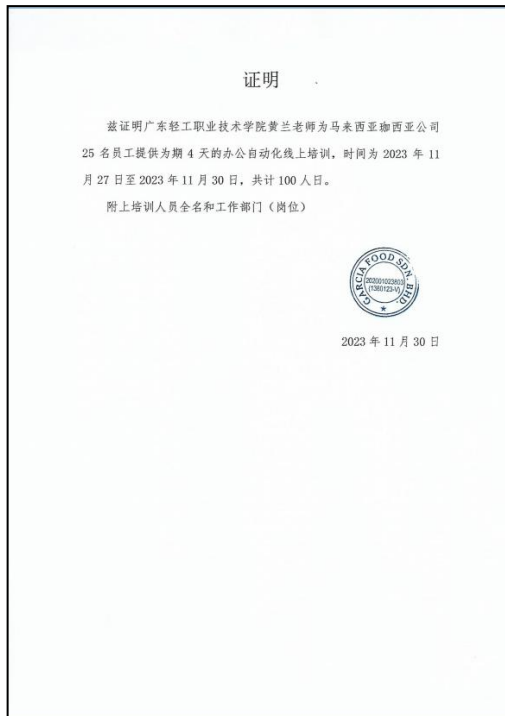 证明
兹证明广东轻工职业技术学院黄兰老师为马来西亚珈西亚公司
25 名员工提供为期 4 天的办公自动化线上培训，时间为 2023 年 11
月 27 日至 2023 年 11 月 30 日，共计 100 人日。
附上培训人员全名和工作部门（岗位）
GARCIA FOOD SDN. BHD.
202001023803
(1380123-V)
2023 年 11 月 30 日